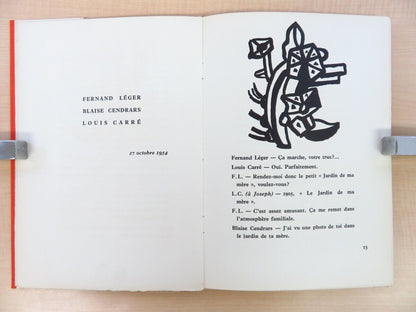 FERNAND LÉGER
BLAISE CENDRARS
LOUIS CARRÉ
27 octobre 1954
Fernand Léger — Ça marche, votre truc?...
Louis Carré — Oui. Parfaitement.
F.L. — Rendez-moi donc le petit « Jardin de ma
mère », voulez-vous?
L.C. (à Joseph) — 1905, « Le Jardin de ma
mère ».
F.L. — C'est assez amusant. Ça me remet dans
l'atmosphère familiale.
Blaise Cendrars — J'ai vu une photo de toi dans
le jardin de ta mère.
13